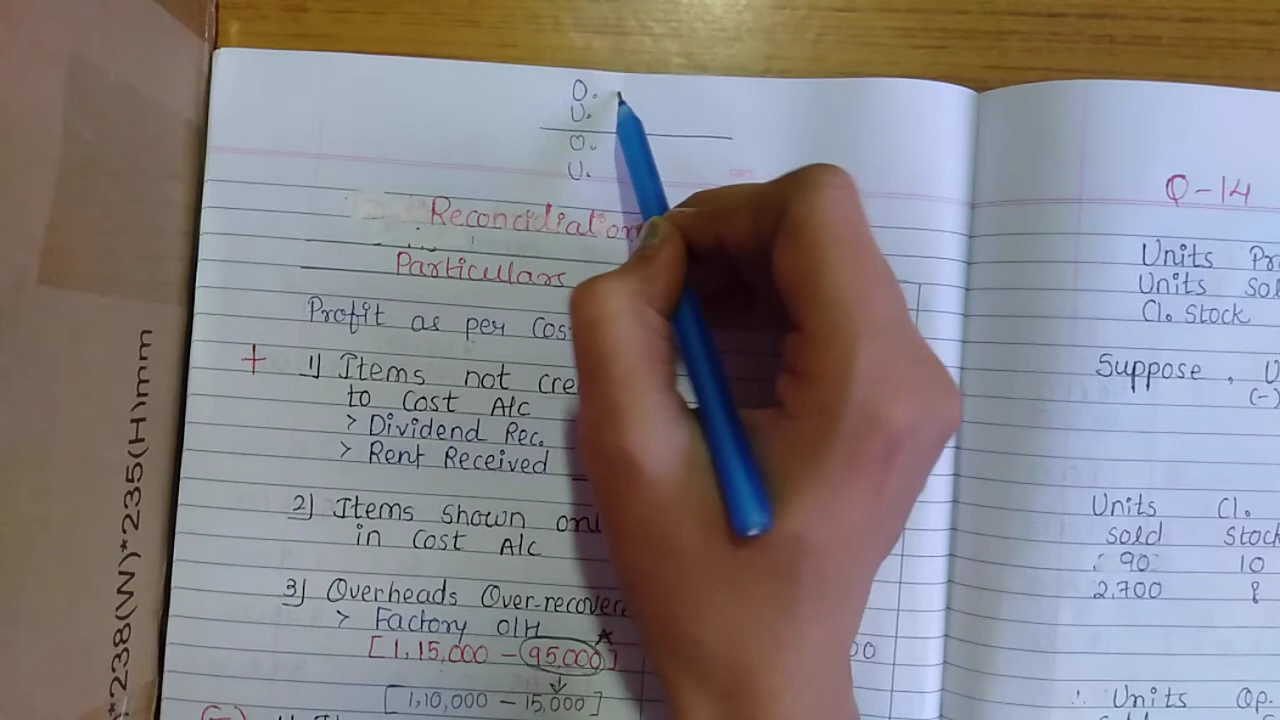 O.
U.
O.
U.
Reconciliation
Particulars
Profit as per Cos
+ 1) Items not cre
to Cost A/c
> Dividend Rec.
> Rent Received
2) Items shown onl
in Cost A/c
3) Overheads Over-recovere
> Factory O/H
[1,15,000 - 95,000]
[1,10,000 - 15,000]
00
Q-14
Units Pr
Units Sol
Cl. Stock
Suppose, U
(-)
Units Cl.
sold Stock
90 10
2,700
∴ Units Op.
*238(W)*235(H)mm